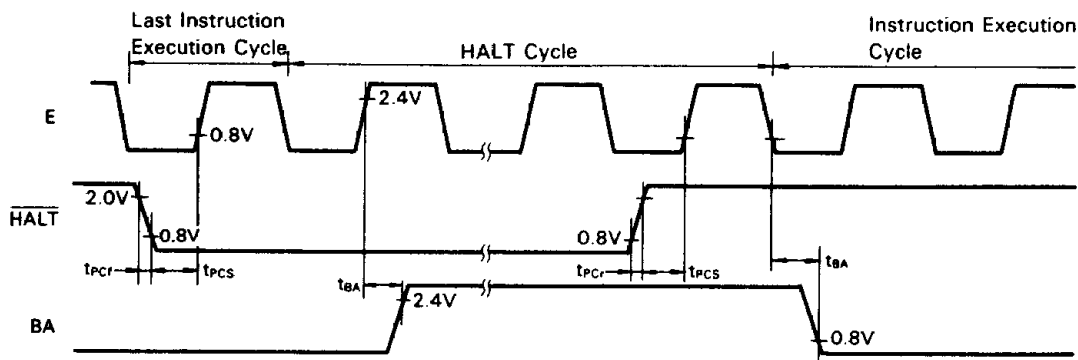 Last Instruction
Execution Cycle
HALT Cycle
Instruction Execution
Cycle
E
0.8V
2.4V
HALT
2.0V
0.8V
0.8V
tPCf
tPCS
tBA
2.4V
tPCr
tPCS
tBA
BA
0.8V